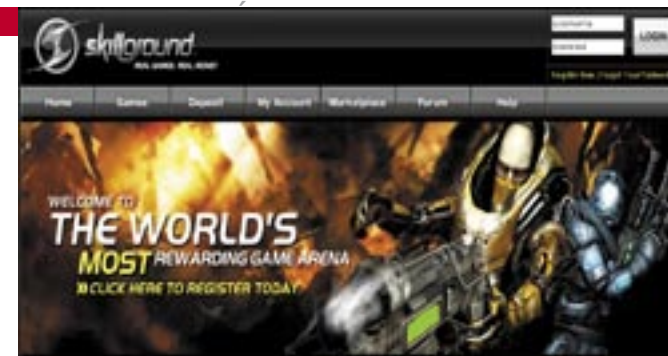 skillground
REAL GAMES. REAL MONEY
LOGIN
Home Games Deposit My Account Marketplace Forum Help
WELCOME TO
THE WORLD'S
MOST REWARDING GAME ARENA
» CLICK HERE TO REGISTER TODAY